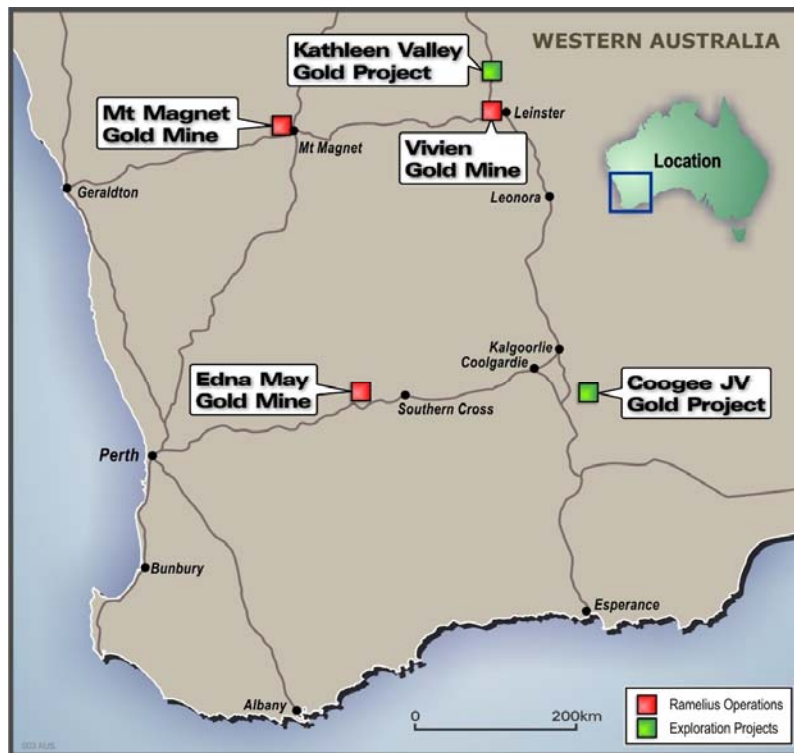 WESTERN AUSTRALIA
Kathleen Valley
Gold Project
Mt Magnet
Gold Mine
Leinster
Mt Magnet
Vivien
Gold Mine
Location
Geraldton
Leonora
Kalgoorlie
Coolgardie
Edna May
Gold Mine
Coogee JV
Gold Project
Southern Cross
Perth
Bunbury
Esperance
Albany
0
200km
Ramelius Operations
Exploration Projects